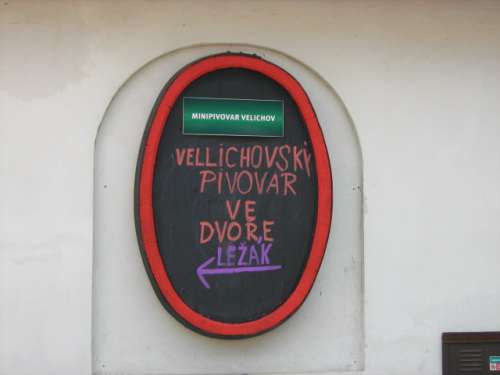 MINIPIVOVAR VELICHOV
VELLICHOVSKÝ
PIVOVAR
VE
DVOŘE
LEŽÁK